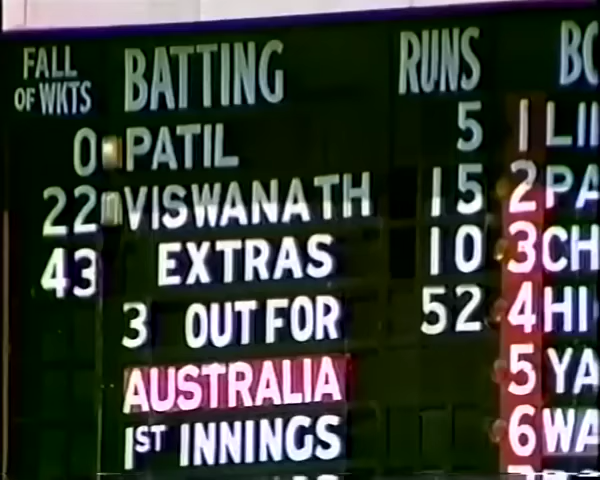 FALL OF WKTS BATTING RUNS
0 PATIL 5 1
22 VISWANATH 15 2
43 EXTRAS 10 3
3 OUT FOR 52 4
AUSTRALIA 5
1ST INNINGS 6